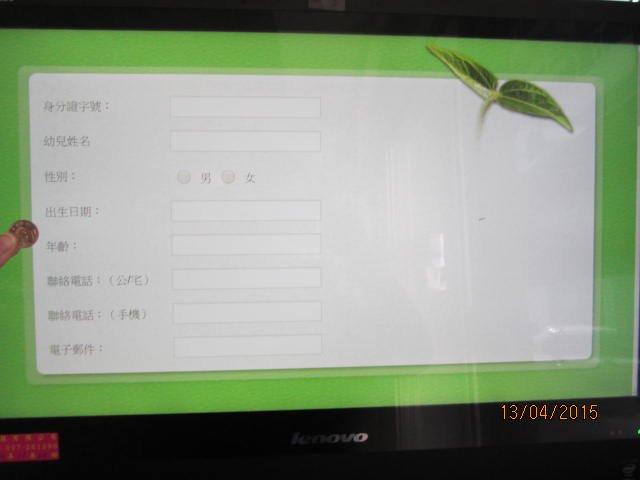 身分證字號：
幼兒姓名
性別： 男 女
出生日期：
年齡：
聯絡電話：（公/宅）
聯絡電話：（手機）
電子郵件：
13/04/2015
lenovo